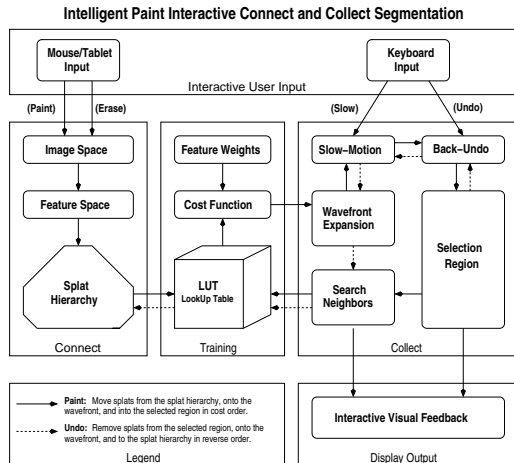 Intelligent Paint Interactive Connect and Collect Segmentation
Mouse/Tablet
Input
Keyboard
Input
Interactive User Input
(Paint)
(Erase)
(Slow)
(Undo)
Image Space
Feature Weights
Slow-Motion
Back-Undo
Feature Space
Cost Function
Wavefront
Expansion
Selection
Region
Splat
Hierarchy
LUT
LookUp Table
Search
Neighbors
Connect
Training
Collect
Paint: Move splats from the splat hierarchy, onto the
wavefront, and into the selected region in cost order.
Undo: Remove splats from the selected region, onto the
wavefront, and to the splat hierarchy in reverse order.
Legend
Interactive Visual Feedback
Display Output